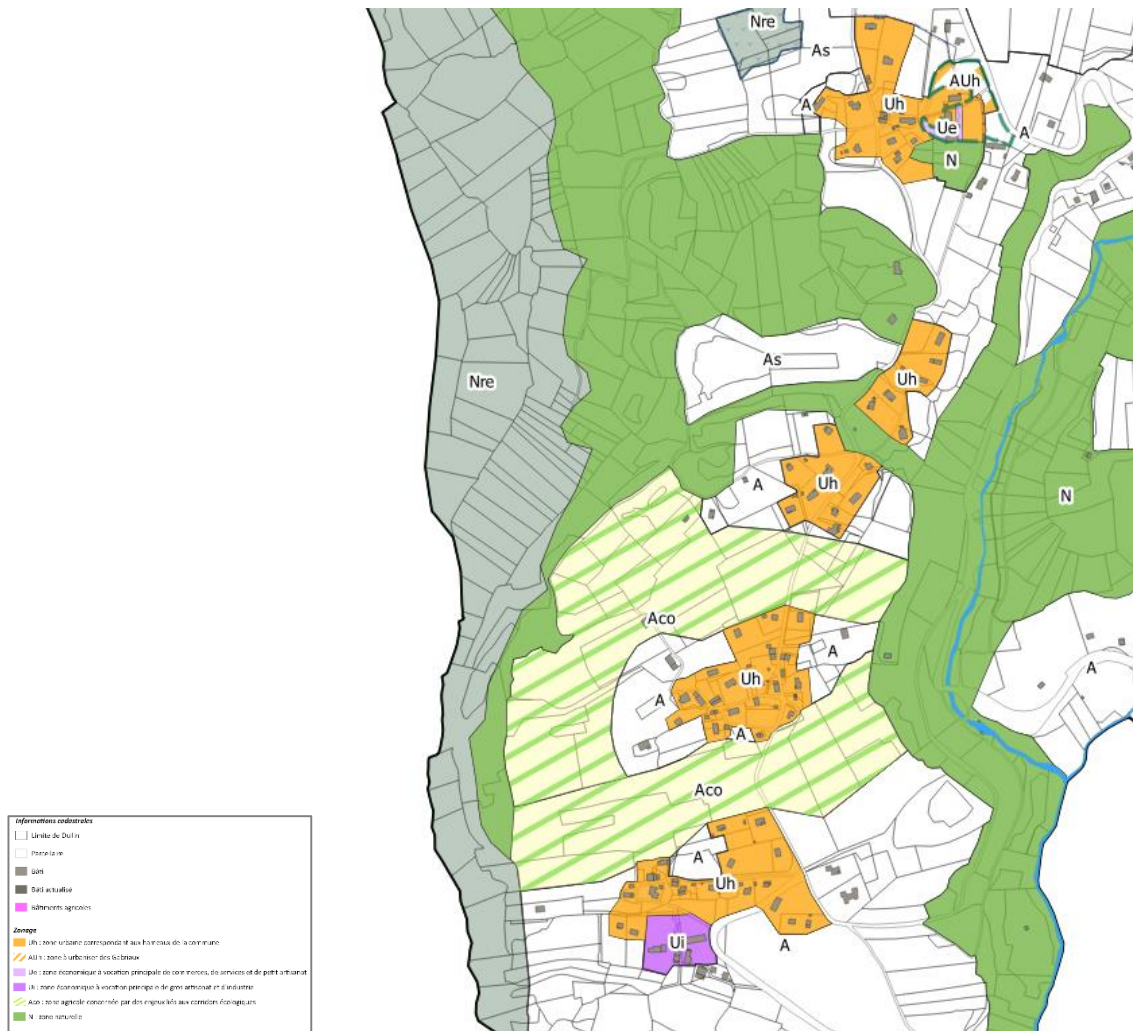 Nre
As
AUh
A
Uh
Ue
A
N
As
Uh
Nre
A
Uh
N
Aco
A
Uh
A
A
A
Aco
A
Uh
Ui
A
Informations cadastrales
Limite de Dullin
Parcellaire
Bâti
Bâti actualisé
Bâtiments agricoles
Zonage
Uh : zone urbaine correspondant aux hameaux de la commune
AUh : zone à urbaniser des Gabriaux
Ue : zone économique à vocation principale de commerces, de services et de petit artisanat
Ui : zone économique à vocation principale de gros artisanat et d'industrie
Aco : zone agricole concernée par des enjeux liés aux corridors écologiques
N : zone naturelle